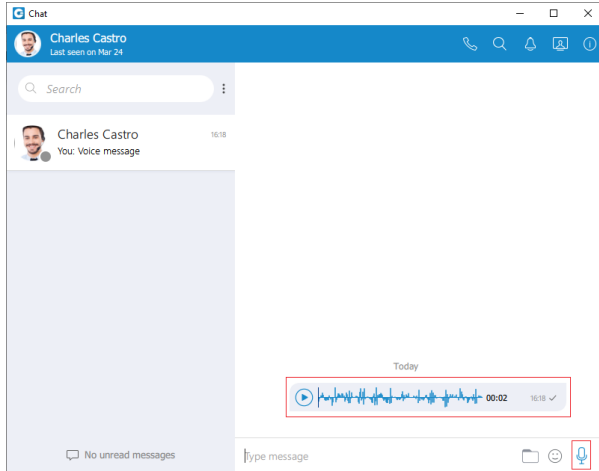 Chat
Charles Castro
Last seen on Mar 24
Search
Charles Castro
16:18
You: Voice message
Today
00:02
16:18
No unread messages
Type message